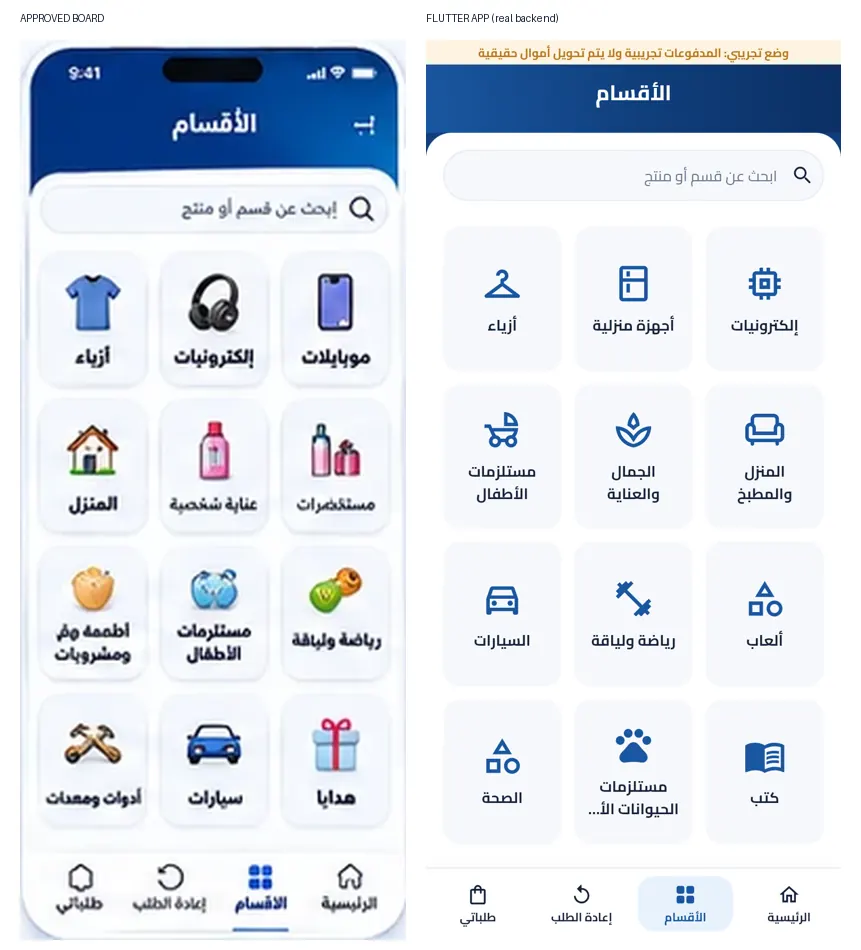 APPROVED BOARD
9:41
الأقسام
إبحث عن قسم أو منتج
موبايلات
إلكترونيات
أزياء
مستحضرات
عناية شخصية
المنزل
رياضة ولياقة
مستلزمات
الأطفال
ومشروبات
هدايا
سيارات
أدوات ومعدات
الرئيسية
الاقسام
إعادة الطلب
طلباتي
FLUTTER APP (real backend)
وضع تجريبي: المدفوعات تجريبية ولا يتم تحويل أموال حقيقية
الأقسام
ابحث عن قسم أو منتج
إلكترونيات
أجهزة منزلية
أزياء
المنزل
والمطبخ
الجمال
والعناية
مستلزمات
الأطفال
ألعاب
رياضة ولياقة
السيارات
كتب
مستلزمات
الحيوانات الأ...
الصحة
الرئيسية
الأقسام
إعادة الطلب
طلباتي